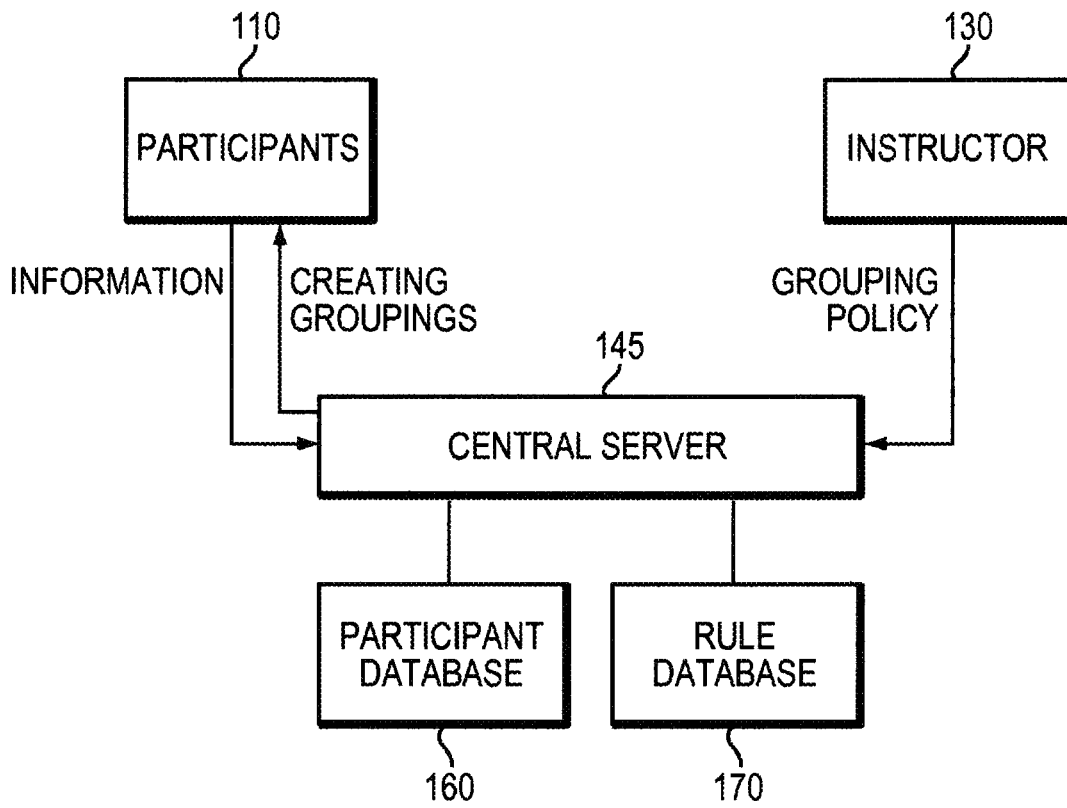 110
130
PARTICIPANTS
INSTRUCTOR
INFORMATION
CREATING
GROUPINGS
GROUPING
POLICY
145
CENTRAL SERVER
PARTICIPANT
DATABASE
RULE
DATABASE
160
170